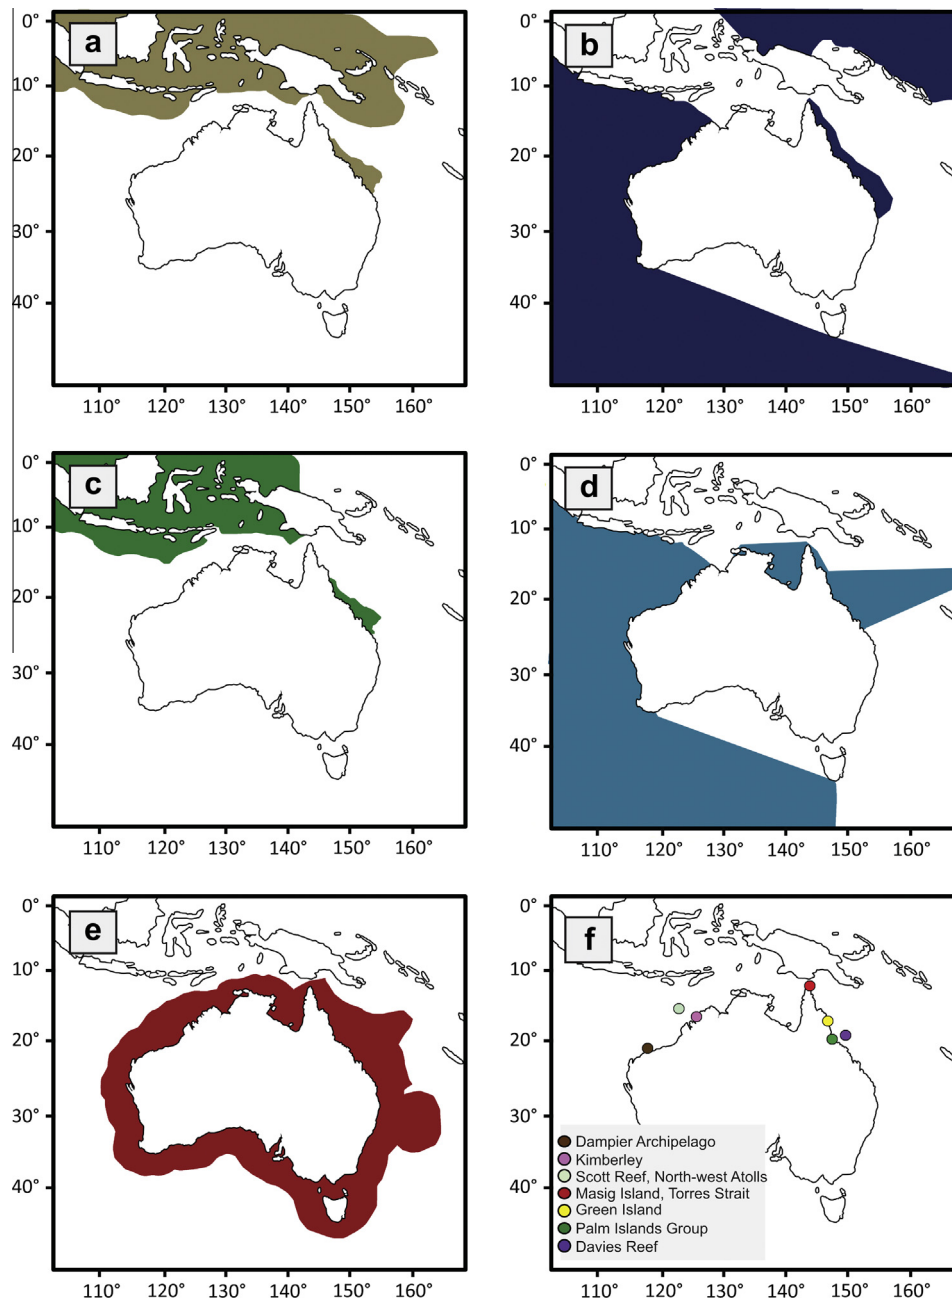 a
0°
10°
20°
30°
40°
110° 120° 130° 140° 150° 160°
b
0°
10°
20°
30°
40°
110° 120° 130° 140° 150° 160°
c
0°
10°
20°
30°
40°
110° 120° 130° 140° 150° 160°
d
0°
10°
20°
30°
40°
110° 120° 130° 140° 150° 160°
e
0°
10°
20°
30°
40°
110° 120° 130° 140° 150° 160°
f
0°
10°
20°
30°
40°
Dampier Archipelago
Kimberley
Scott Reef, North-west Atolls
Masig Island, Torres Strait
Green Island
Palm Islands Group
Davies Reef
110° 120° 130° 140° 150° 160°